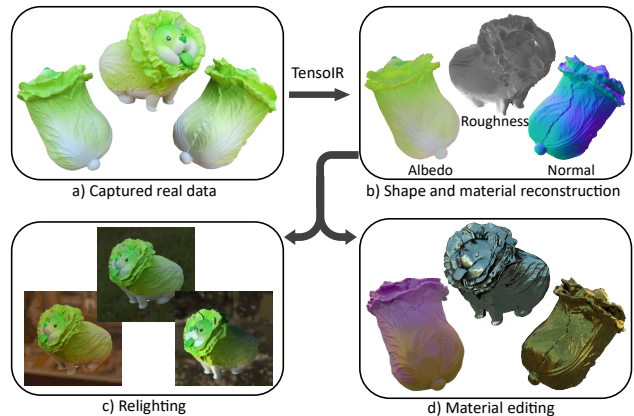 TensoIR
Roughness
Albedo
Normal
a) Captured real data
b) Shape and material reconstruction
c) Relighting
d) Material editing